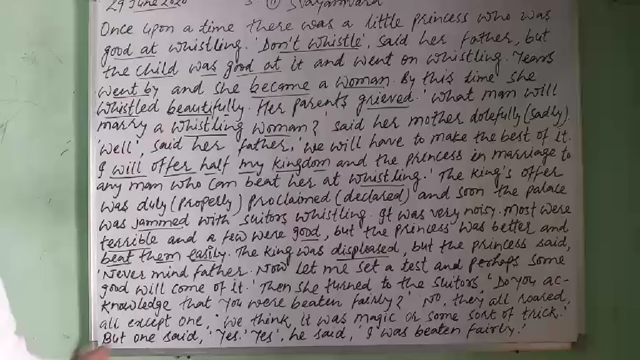 29 June 2020 3 (1) Svayamvara
Once upon a time there was a little princess who was
good at whistling. 'Don't whistle', said her father, but
the child was good at it and went on whistling. Years
went by and she became a woman. By this time she
whistled beautifully. Her parents grieved. 'What man will
marry a whistling woman?' said her mother dolefully (sadly)
'Well', said her father, 'we will have to make the best of it.
I will offer half my kingdom and the princess in marriage to
any man who can beat her at whistling.' The king's offer
was duly (properly) proclaimed (declared) and soon the palace
was jammed with suitors whistling. It was very noisy. Most were
terrible and a few were good, but the princess was better and
beat them easily. The king was displeased, but the princess said,
'Never mind father. Now let me set a test and perhaps some
good will come of it.' Then she turned to the suitors 'Do you ac-
knowledge that you were beaten fairly?' 'No, they all roared,
all except one. 'We think, it was magic or some sort of trick.'
But one said, 'Yes.' 'Yes', he said, 'I was beaten fairly.'